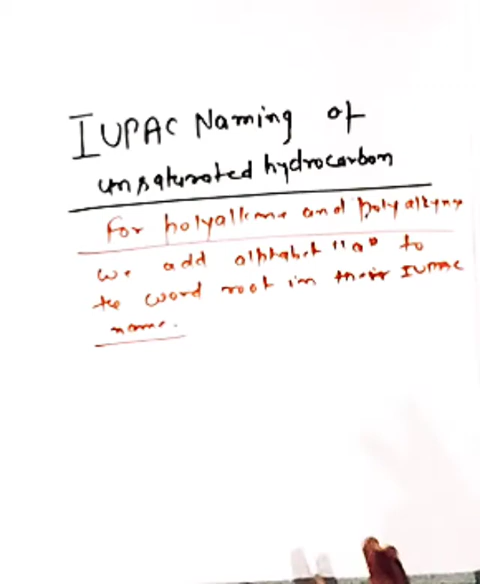 IUPAC Naming of
unsaturated hydrocarbon
For polyalkene and polyalkyne
we add alphabet "a" to
the word root in their IUPAC
name.